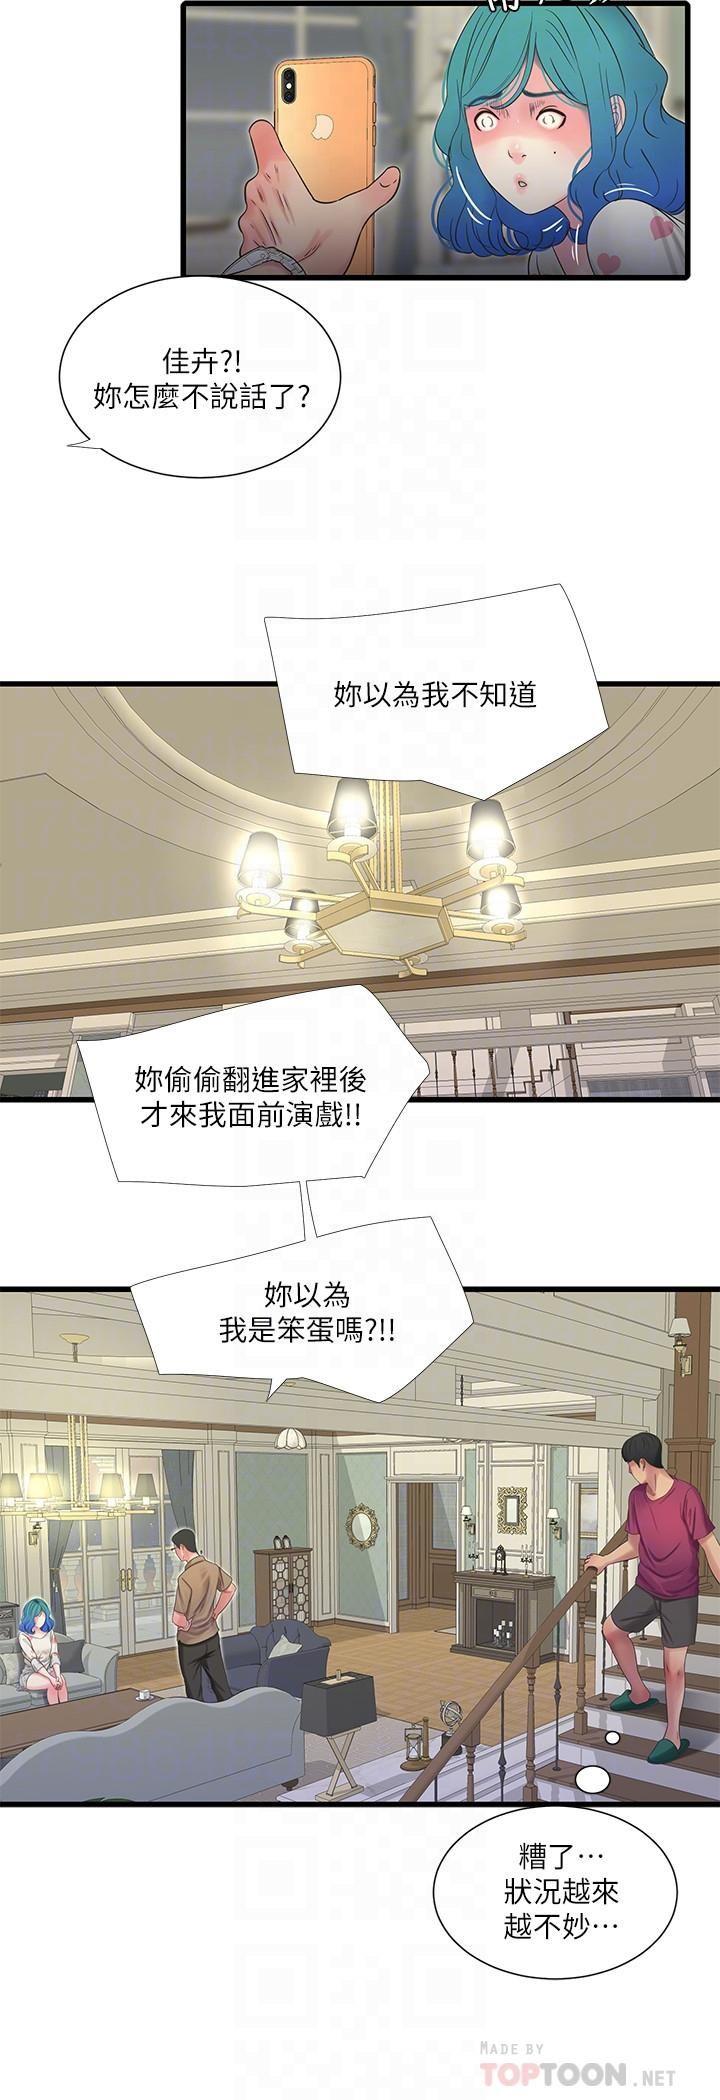 佳卉?!
妳怎麼不說話了?
妳以為我不知道
妳偷偷翻進家裡後
才來我面前演戲!!
妳以為
我是笨蛋嗎?!!
糟了…
狀況越來
越不妙…
MADE BY
TOPTOON.NET